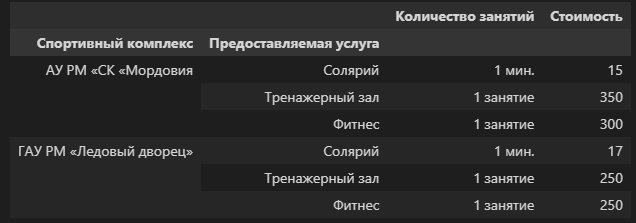 Количество занятий Стоимость
Спортивный комплекс Предоставляемая услуга
АУ РМ «СК «Мордовия Солярий 1 мин. 15
Тренажерный зал 1 занятие 350
Фитнес 1 занятие 300
ГАУ РМ «Ледовый дворец» Солярий 1 мин. 17
Тренажерный зал 1 занятие 250
Фитнес 1 занятие 250